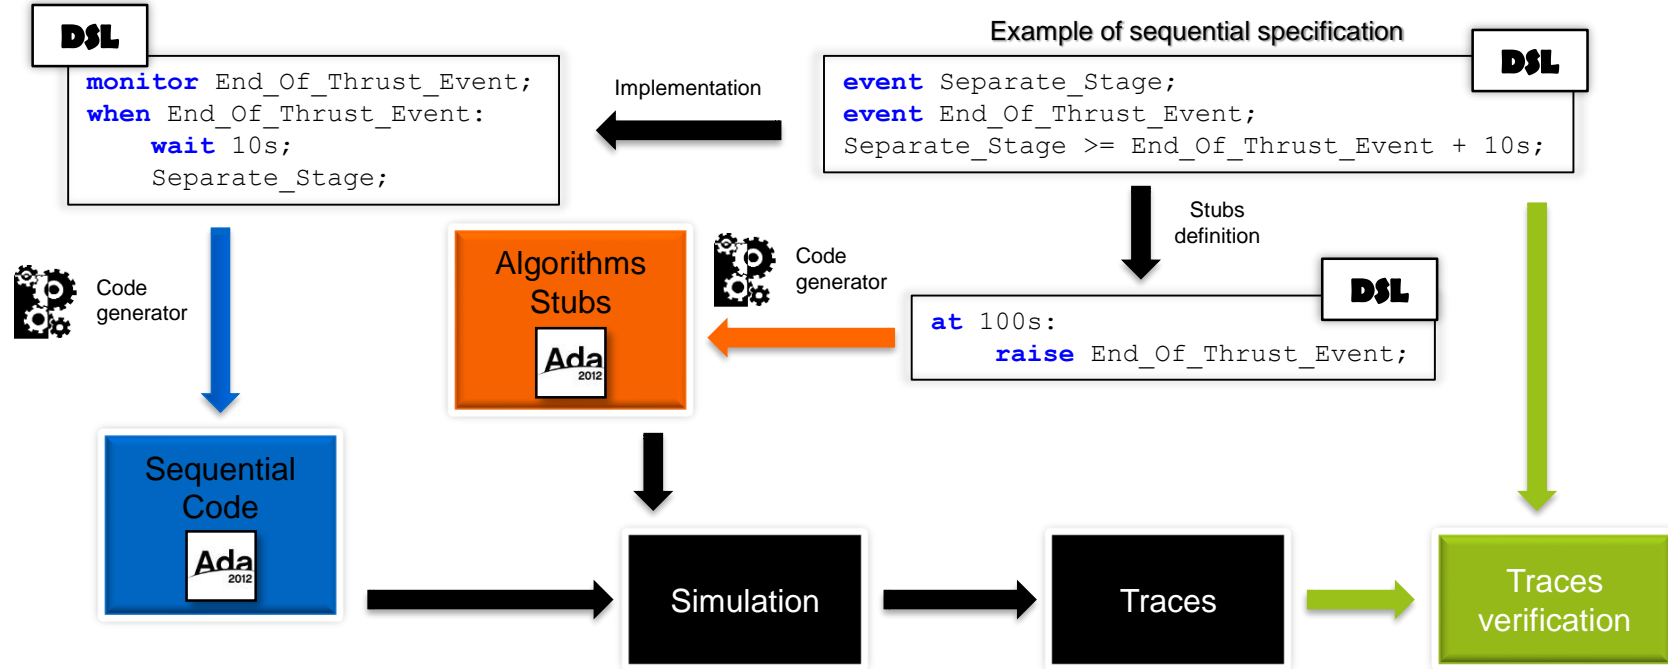 Example of sequential specification
DSL
monitor End_Of_Thrust_Event;
when End_Of_Thrust_Event:
wait 10s;
Separate_Stage;
Implementation
DSL
event Separate_Stage;
event End_Of_Thrust_Event;
Separate_Stage >= End_Of_Thrust_Event + 10s;
Stubs
definition
Code
generator
Algorithms
Stubs
Ada
2012
Code
generator
DSL
at 100s:
raise End_Of_Thrust_Event;
Sequential
Code
Ada
2012
Simulation
Traces
Traces
verification